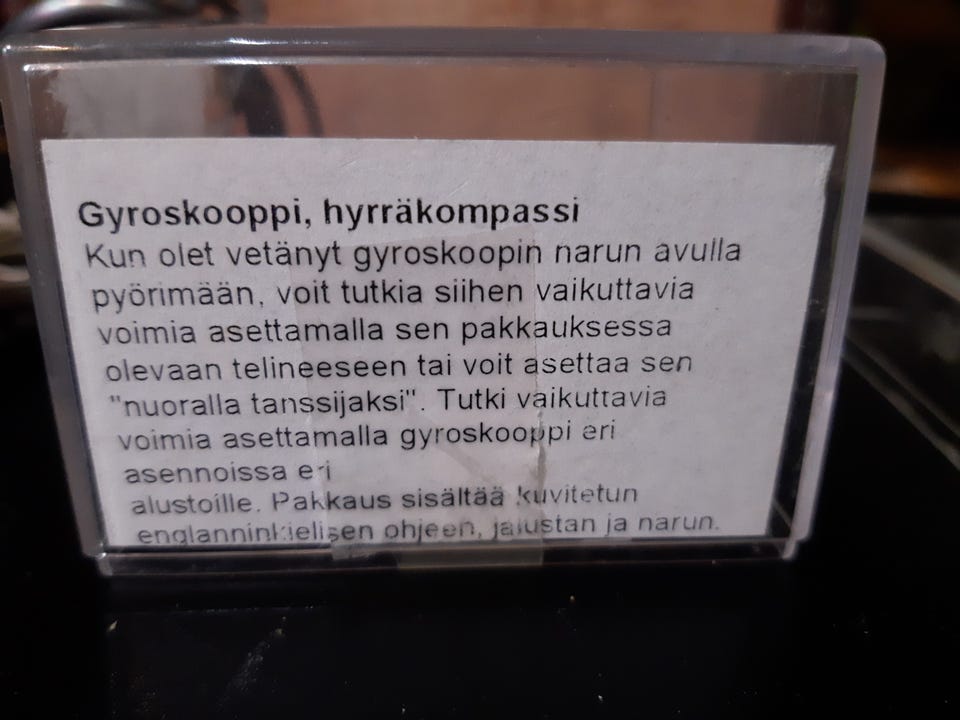 Gyroskooppi, hyrräkompassi
Kun olet vetänyt gyroskoopin narun avulla
pyörimään, voit tutkia siihen vaikuttavia
voimia asettamalla sen pakkauksessa
olevaan telineeseen tai voit asettaa sen
"nuoralla tanssijaksi". Tutki vaikuttavia
voimia asettamalla gyroskooppi eri
asennoissa eri
alustoille. Pakkaus sisältää kuvitetun
englanninkielisen ohjeen, jalustan ja narun.